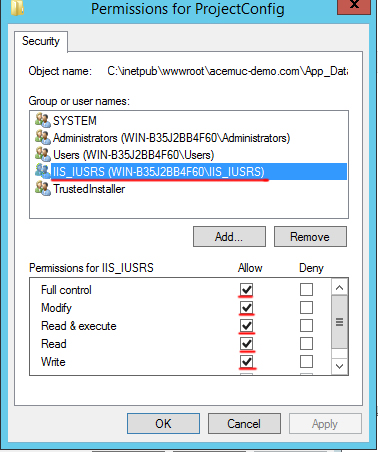 Permissions for ProjectConfig
Security
Object name: C:\inetpub\wwwroot\acemuc-demo.com\App_Data
Group or user names:
SYSTEM
Administrators (WIN-B35J2BB4F60\Administrators)
Users (WIN-B35J2BB4F60\Users)
IIS_IUSRS (WIN-B35J2BB4F60\IIS_IUSRS)
TrustedInstaller
Add... Remove
Permissions for IIS_IUSRS Allow Deny
Full control
Modify
Read & execute
Read
Write
OK Cancel Apply